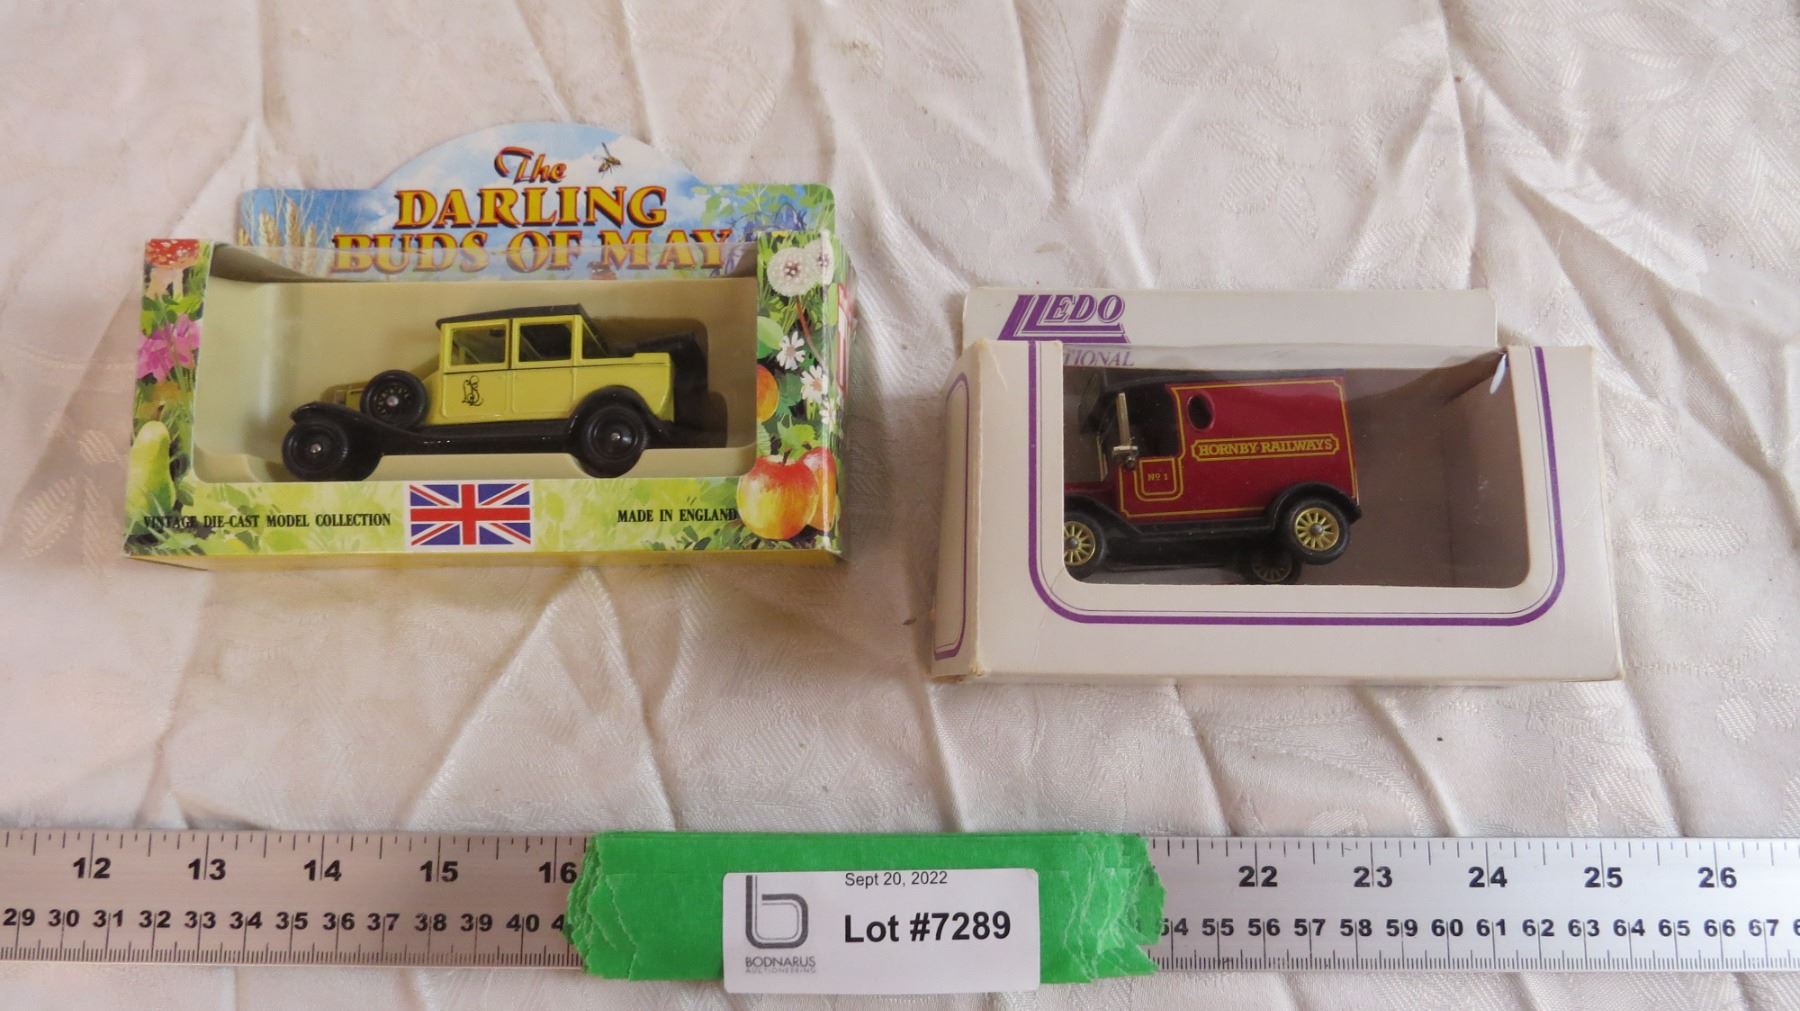 The
DARLING
BUDS OF MAY
VINTAGE DIE-CAST MODEL COLLECTION
MADE IN ENGLAND
LLEDO
HORNBY RAILWAYS
Nº 1
12 13 14 15 16
22 23 24 25 26
29 30 31 32 33 34 35 36 37 38 39 40
54 55 56 57 58 59 60 61 62 63 64 65 66 67
Sept 20, 2022
Lot #7289
BODNARUS
AUCTIONEERING